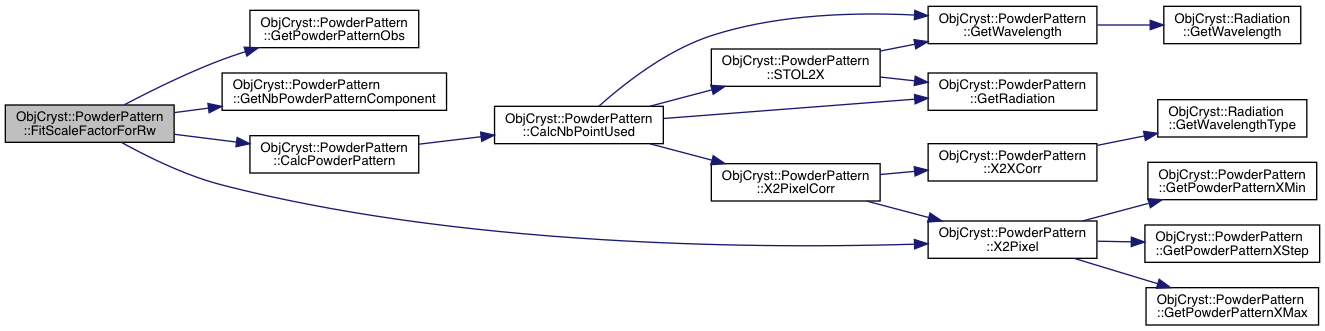 ObjCryst::PowderPattern
::FitScaleFactorForRw
ObjCryst::PowderPattern
::GetPowderPatternObs
ObjCryst::PowderPattern
::GetNbPowderPatternComponent
ObjCryst::PowderPattern
::CalcPowderPattern
ObjCryst::PowderPattern
::CalcNbPointUsed
ObjCryst::PowderPattern
::STOL2X
ObjCryst::PowderPattern
::X2PixelCorr
ObjCryst::PowderPattern
::GetWavelength
ObjCryst::PowderPattern
::GetRadiation
ObjCryst::PowderPattern
::X2XCorr
ObjCryst::PowderPattern
::X2Pixel
ObjCryst::Radiation
::GetWavelength
ObjCryst::Radiation
::GetWavelengthType
ObjCryst::PowderPattern
::GetPowderPatternXMin
ObjCryst::PowderPattern
::GetPowderPatternXStep
ObjCryst::PowderPattern
::GetPowderPatternXMax